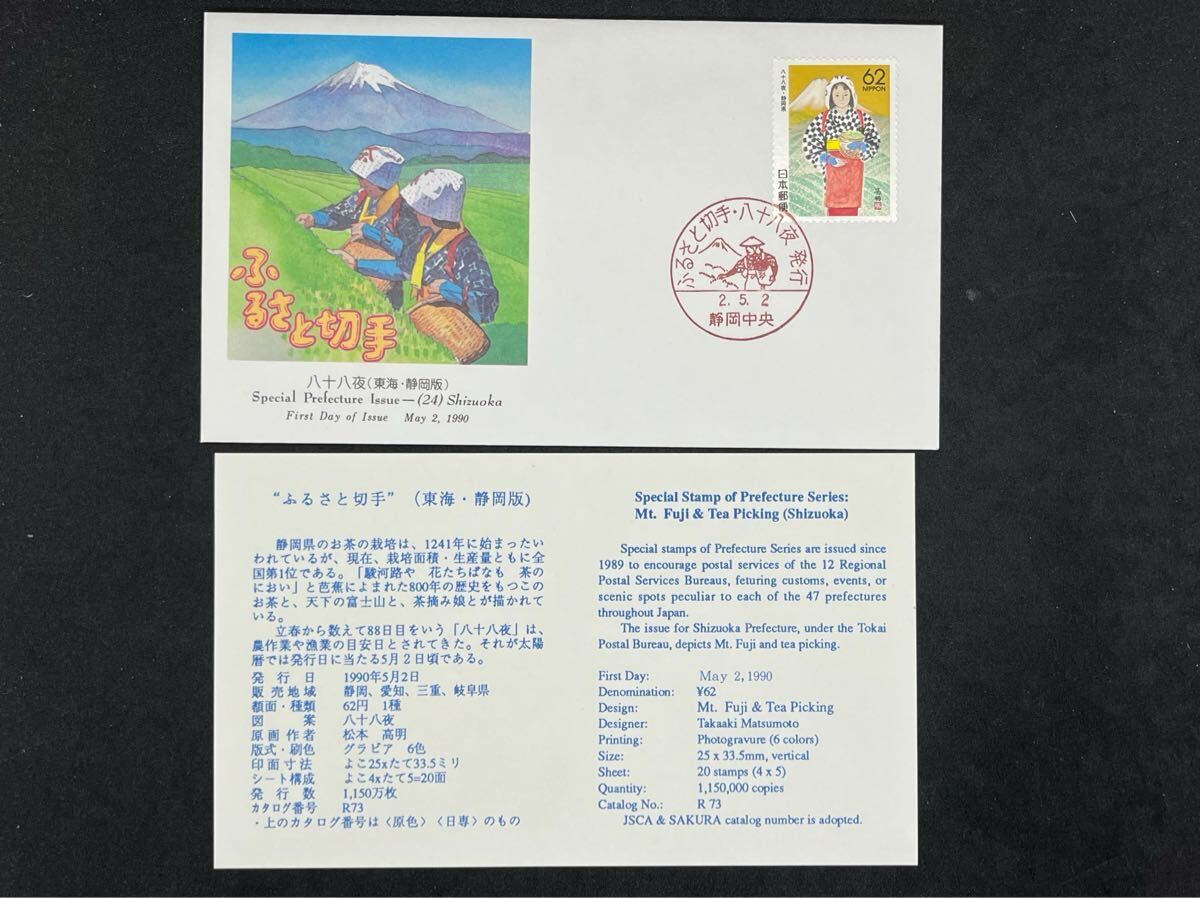 ふるさと切手
八十八夜(東海・静岡版)
Special Prefecture Issue—(24) Shizuoka
First Day of Issue May 2, 1990
62
NIPPON
八十八夜・静岡県
日本郵便
ふるさと切手・八十八夜 発行
2.5.2
静岡中央
“ふるさと切手” (東海・静岡版)
静岡県のお茶の栽培は、1241年に始まったい
われているが、現在、栽培面積・生産量ともに全
国第1位である。「駿河路や 花たちばなも 茶の
におい」と芭蕉によまれた800年の歴史をもつこの
お茶と、天下の富士山と、茶摘み娘とが描かれて
いる。
立春から数えて88日目をいう「八十八夜」は、
農作業や漁業の目安日とされてきた。それが太陽
暦では発行日に当たる5月2日頃である。
発行日 1990年5月2日
販売地域 静岡、愛知、三重、岐阜県
額面・種類 62円 1種
図案 八十八夜
原画作者 松本 高明
版式・刷色 グラビア 6色
印面寸法 よこ25xたて33.5ミリ
シート構成 よこ4xたて5=20面
発行数 1,150万枚
カタログ番号 R73
・上のカタログ番号は〈原色〉〈日専〉のもの
Special Stamp of Prefecture Series:
Mt. Fuji & Tea Picking (Shizuoka)
Special stamps of Prefecture Series are issued since
1989 to encourage postal services of the 12 Regional
Postal Services Bureaus, feturing customs, events, or
scenic spots peculiar to each of the 47 prefectures
throughout Japan.
The issue for Shizuoka Prefecture, under the Tokai
Postal Bureau, depicts Mt. Fuji and tea picking.
First Day: May 2,1990
Denomination: ¥62
Design: Mt. Fuji & Tea Picking
Designer: Takaaki Matsumoto
Printing: Photogravure (6 colors)
Size: 25 x 33.5mm, vertical
Sheet: 20 stamps (4 x 5)
Quantity: 1,150,000 copies
Catalog No.: R 73
JSCA & SAKURA catalog number is adopted.